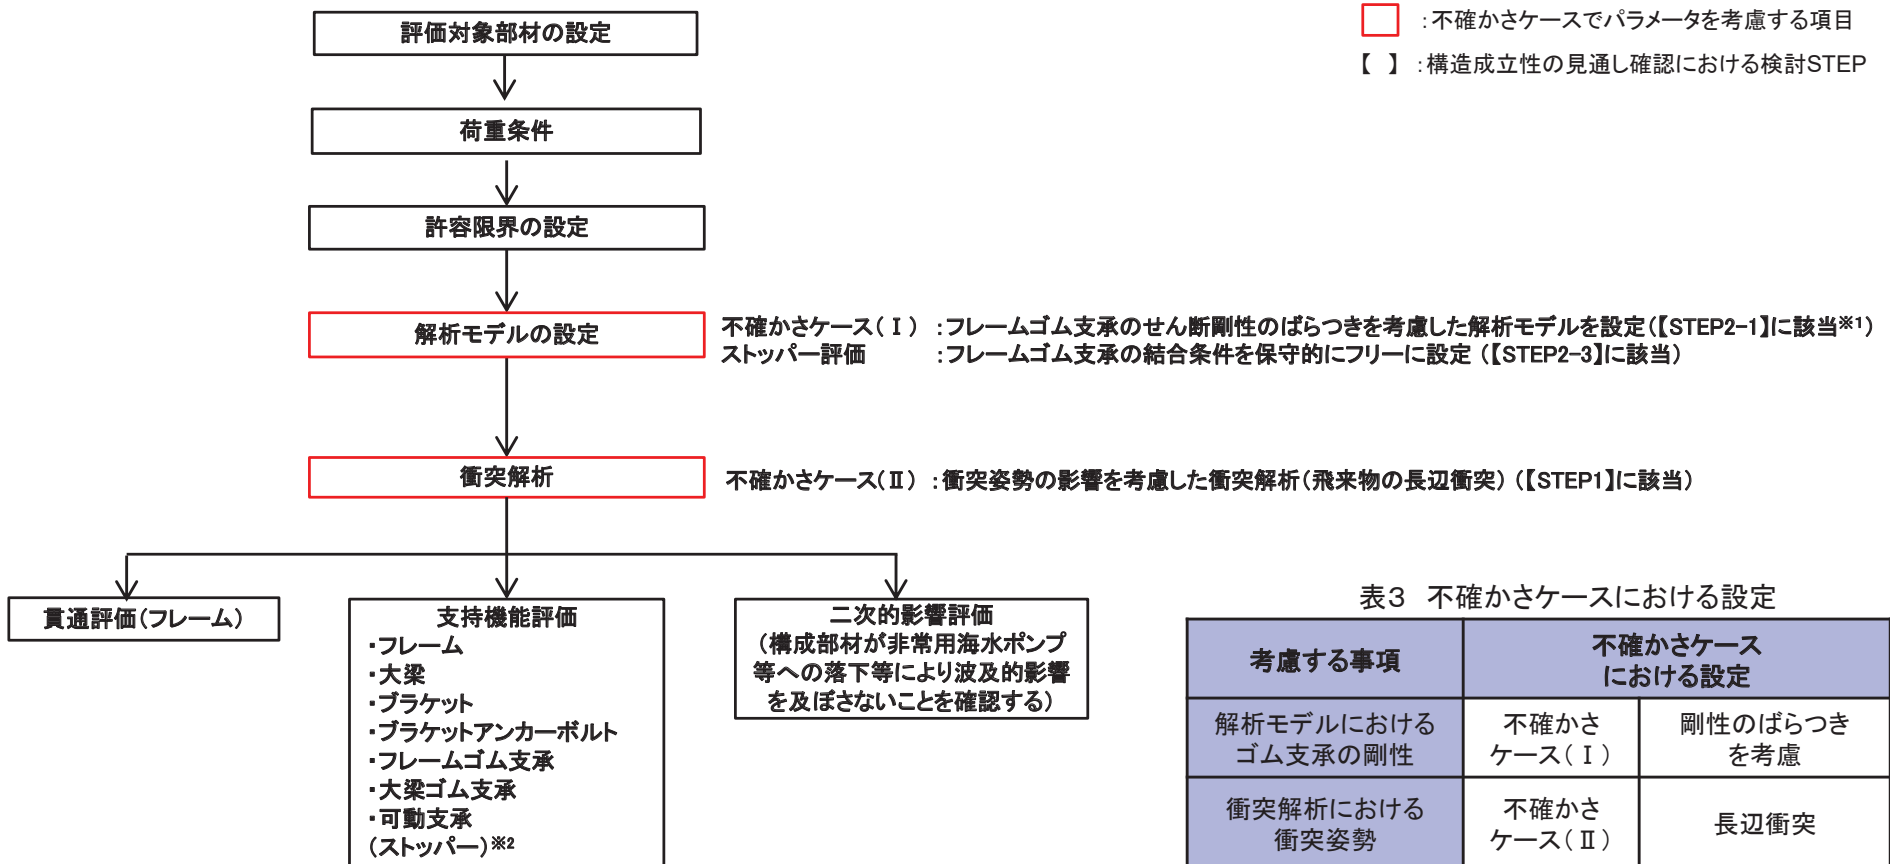 評価対象部材の設定
:不確かさケースでパラメータを考慮する項目
【 】:構造成立性の見通し確認における検討STEP
荷重条件
許容限界の設定
解析モデルの設定
不確かさケース(Ⅰ) :フレームゴム支承のせん断剛性のばらつきを考慮した解析モデルを設定(【STEP2-1】に該当※1)
ストッパー評価 :フレームゴム支承の結合条件を保守的にフリーに設定 (【STEP2-3】に該当)
衝突解析
不確かさケース(Ⅱ) :衝突姿勢の影響を考慮した衝突解析(飛来物の長辺衝突) (【STEP1】に該当)
貫通評価(フレーム)
支持機能評価
・フレーム
・大梁
・ブラケット
・ブラケットアンカーボルト
・フレームゴム支承
・大梁ゴム支承
・可動支承
(ストッパー)※2
二次的影響評価
(構成部材が非常用海水ポンプ
等への落下等により波及的影響
を及ぼさないことを確認する)
表3 不確かさケースにおける設定
考慮する事項
不確かさケース
における設定
解析モデルにおける
ゴム支承の剛性
不確かさ
ケース(Ⅰ)
剛性のばらつき
を考慮
衝突解析における
衝突姿勢
不確かさ
ケース(Ⅱ)
長辺衝突